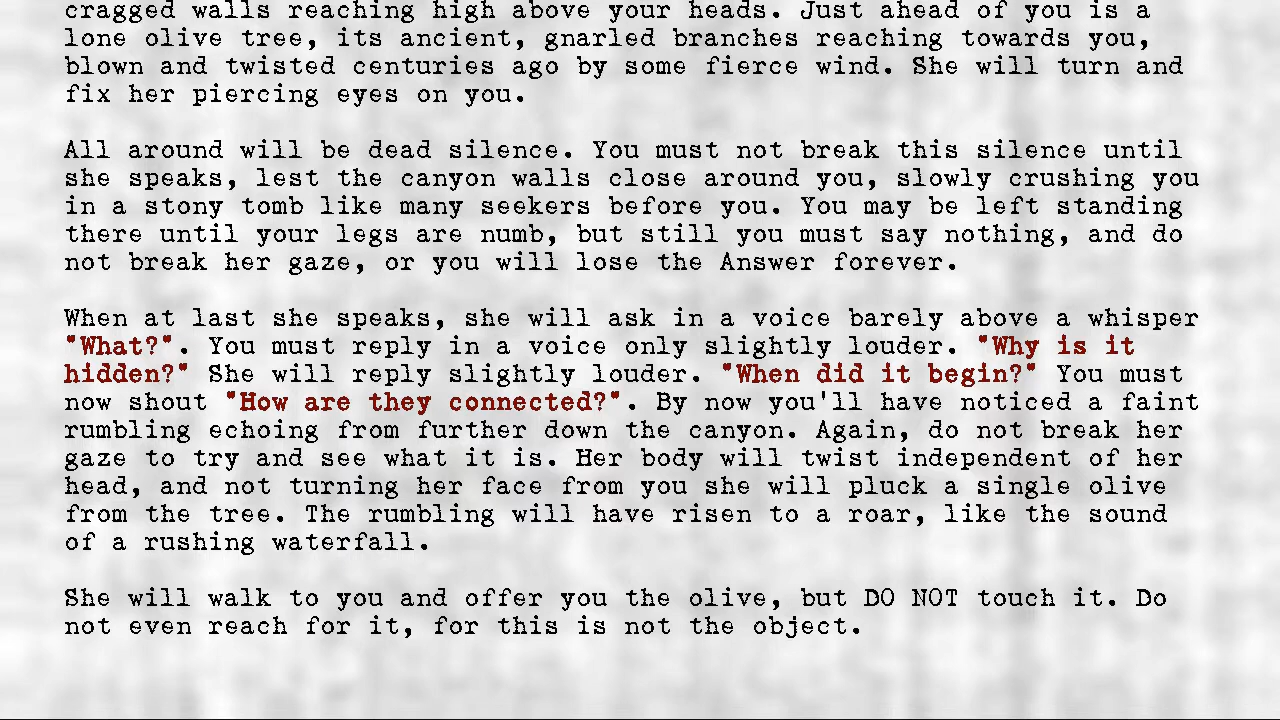 cragged walls reaching high above your heads. Just ahead of you is a
lone olive tree, its ancient, gnarled branches reaching towards you,
blown and twisted centuries ago by some fierce wind. She will turn and
fix her piercing eyes on you.
All around will be dead silence. You must not break this silence until
she speaks, lest the canyon walls close around you, slowly crushing you
in a stony tomb like many seekers before you. You may be left standing
there until your legs are numb, but still you must say nothing, and do
not break her gaze, or you will lose the Answer forever.
When at last she speaks, she will ask in a voice barely above a whisper
"What?". You must reply in a voice only slightly louder. "Why is it
hidden?" She will reply slightly louder. "When did it begin?" You must
now shout "How are they connected?". By now you'll have noticed a faint
rumbling echoing from further down the canyon. Again, do not break her
gaze to try and see what it is. Her body will twist independent of her
head, and not turning her face from you she will pluck a single olive
from the tree. The rumbling will have risen to a roar, like the sound
of a rushing waterfall.
She will walk to you and offer you the olive, but DO NOT touch it. Do
not even reach for it, for this is not the object.